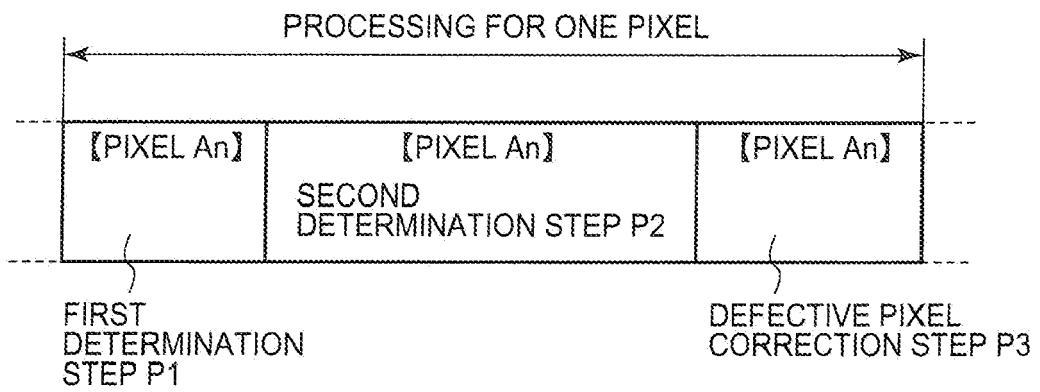 PROCESSING FOR ONE PIXEL
【PIXEL An】
【PIXEL An】
SECOND
DETERMINATION STEP P2
【PIXEL An】
FIRST
DETERMINATION
STEP P1
DEFECTIVE PIXEL
CORRECTION STEP P3